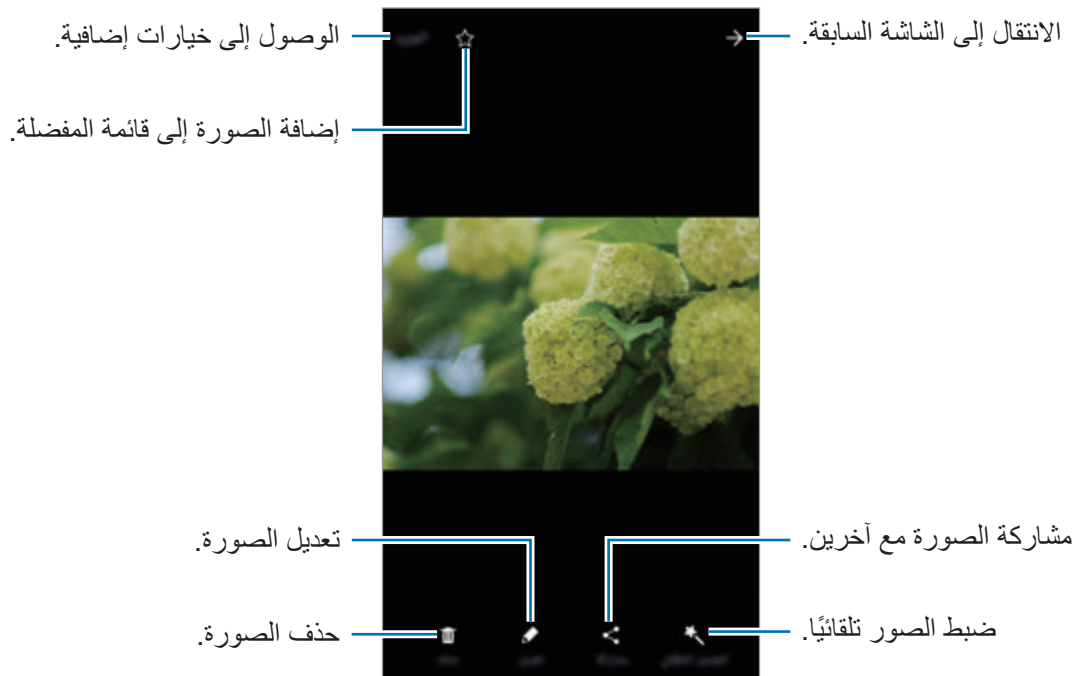 الانتقال إلى الشاشة السابقة.
الوصول إلى خيارات إضافية.
إضافة الصورة إلى قائمة المفضلة.
مشاركة الصورة مع آخرين.
تعديل الصورة.
ضبط الصور تلقائيًا.
حذف الصورة.